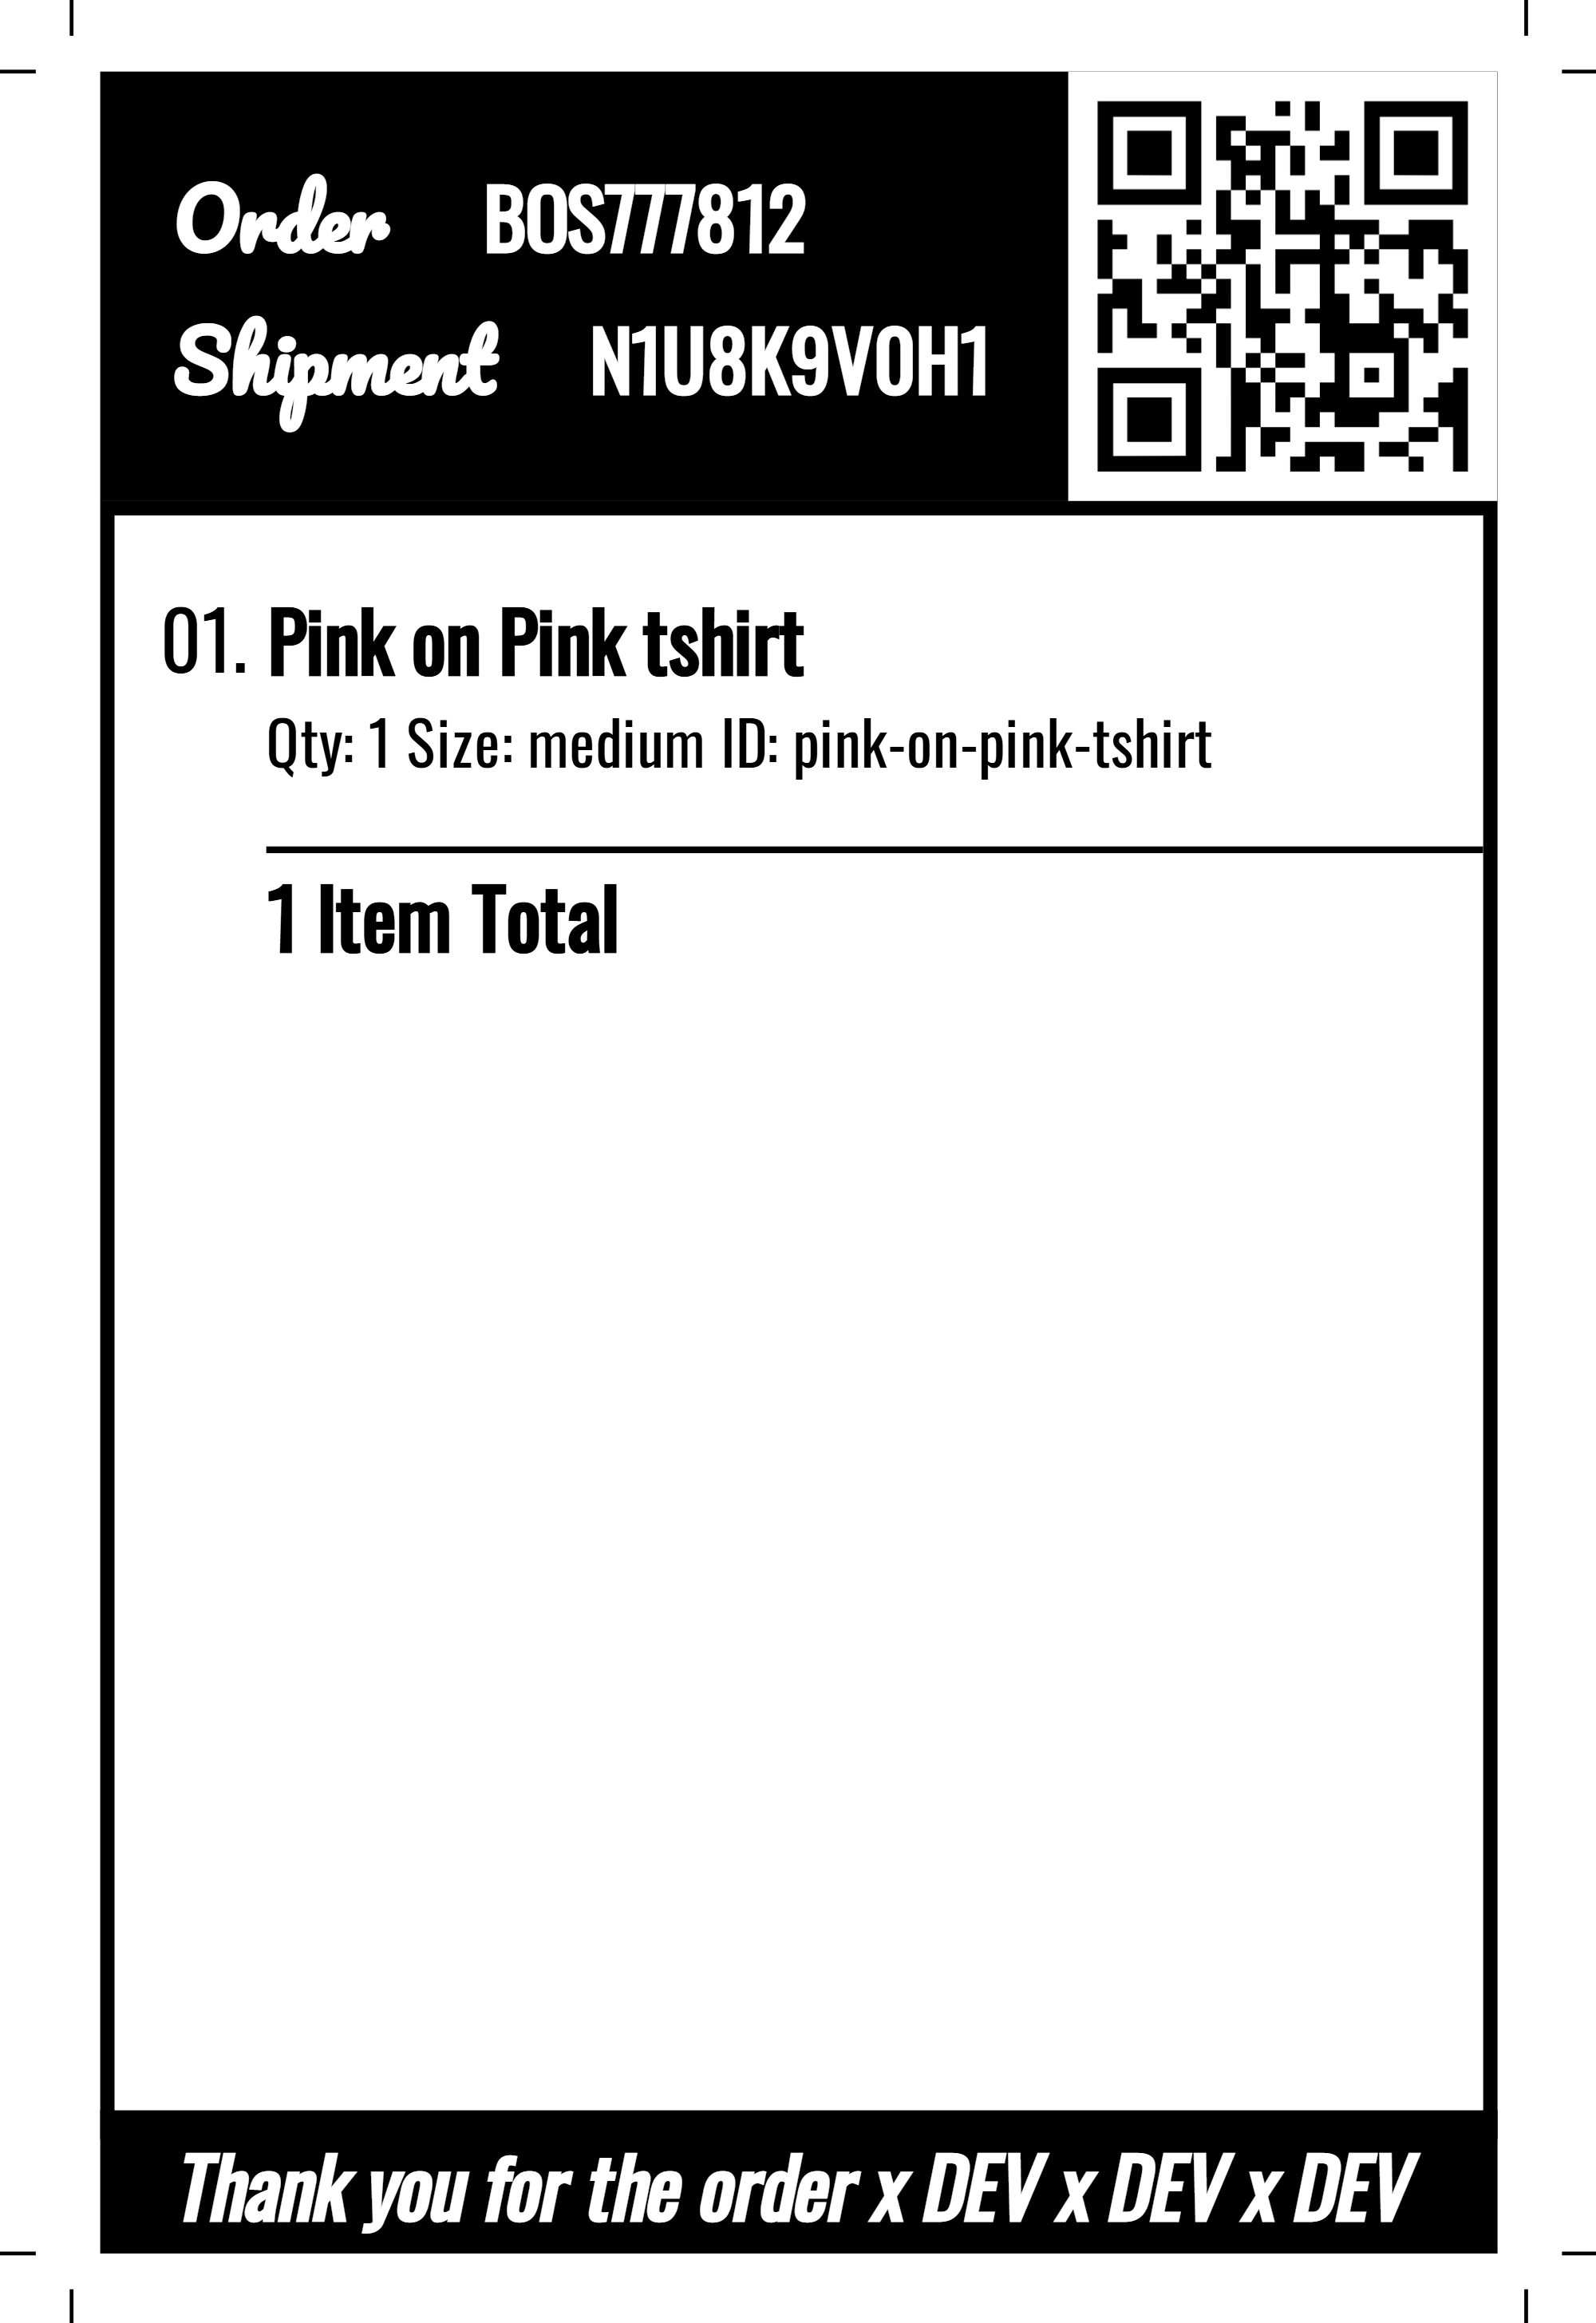 Order BOS777812
Shipment N1U8K9V0H1
01. Pink on Pink tshirt
Qty: 1 Size: medium ID: pink-on-pink-tshirt
1 Item Total
Thank you for the order x DEV x DEV x DEV